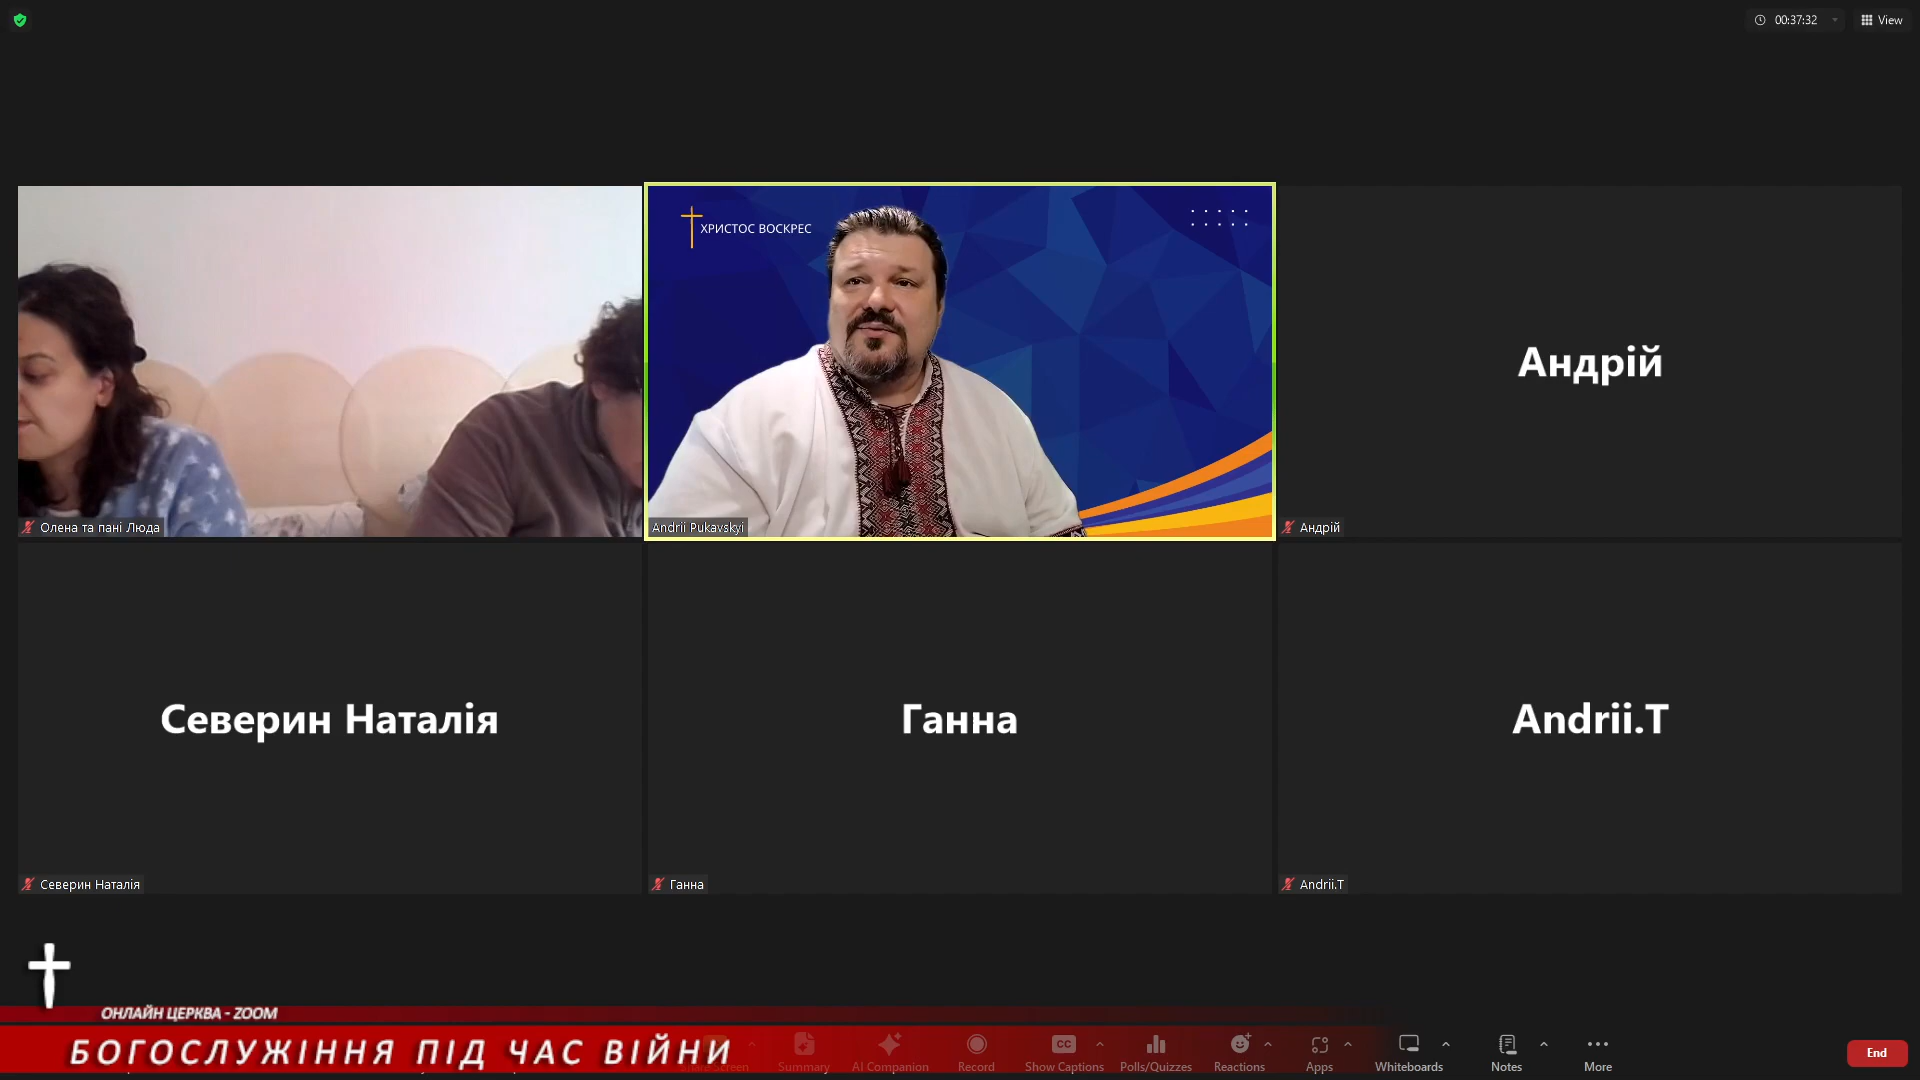 00:37:32
View
ХРИСТОС ВОСКРЕС
Олена та пані Люда
Andrii Pukavskyi
Андрій
Андрій
Северин Наталія
Северин Наталія
Ганна
Ганна
Andrii.T
Andrii.T
ОНЛАЙН ЦЕРКВА - ZOOM
БОГОСЛУЖІННЯ ПІД ЧАС ВІЙНИ
Screen
Summary
AI Companion
Record
CC
Show Captions
Polls/Quizzes
Reactions
Apps
Whiteboards
Notes
More
End